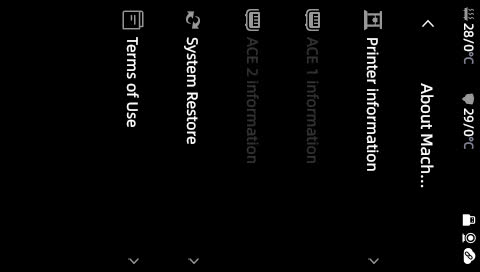 28/0°C 29/0°C
About Mach...
Printer information
ACE 1 information
ACE 2 information
System Restore
Terms of Use